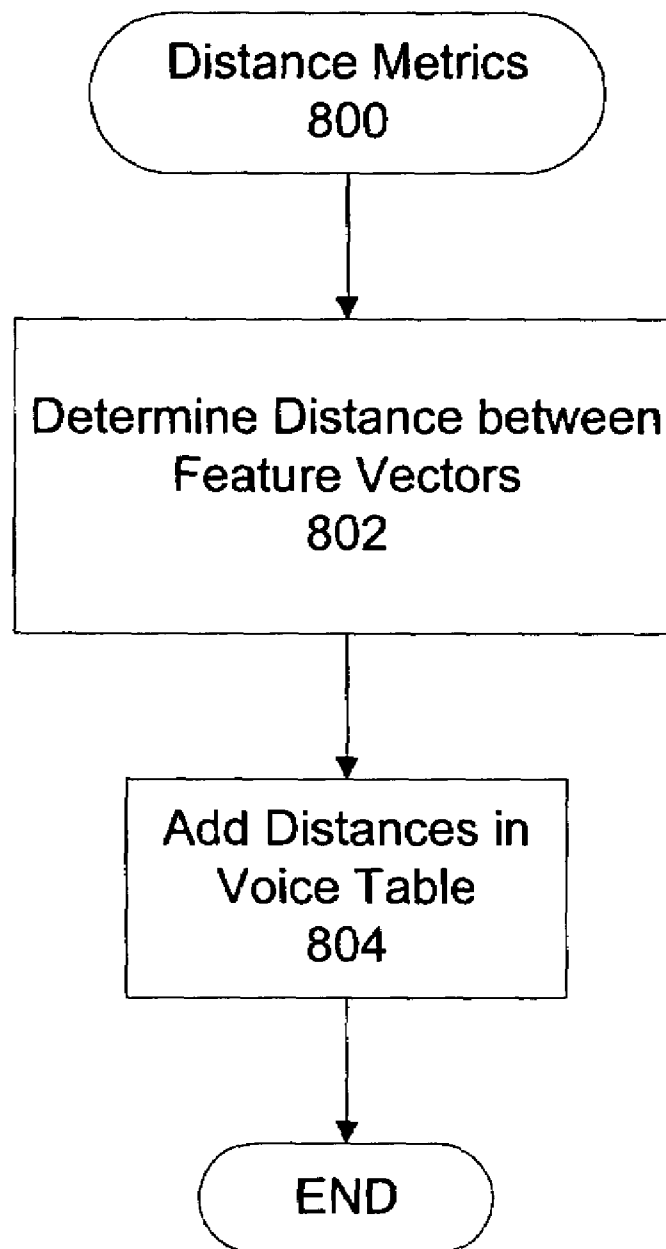 Distance Metrics
800
Determine Distance between
Feature Vectors
802
Add Distances in
Voice Table
804
END